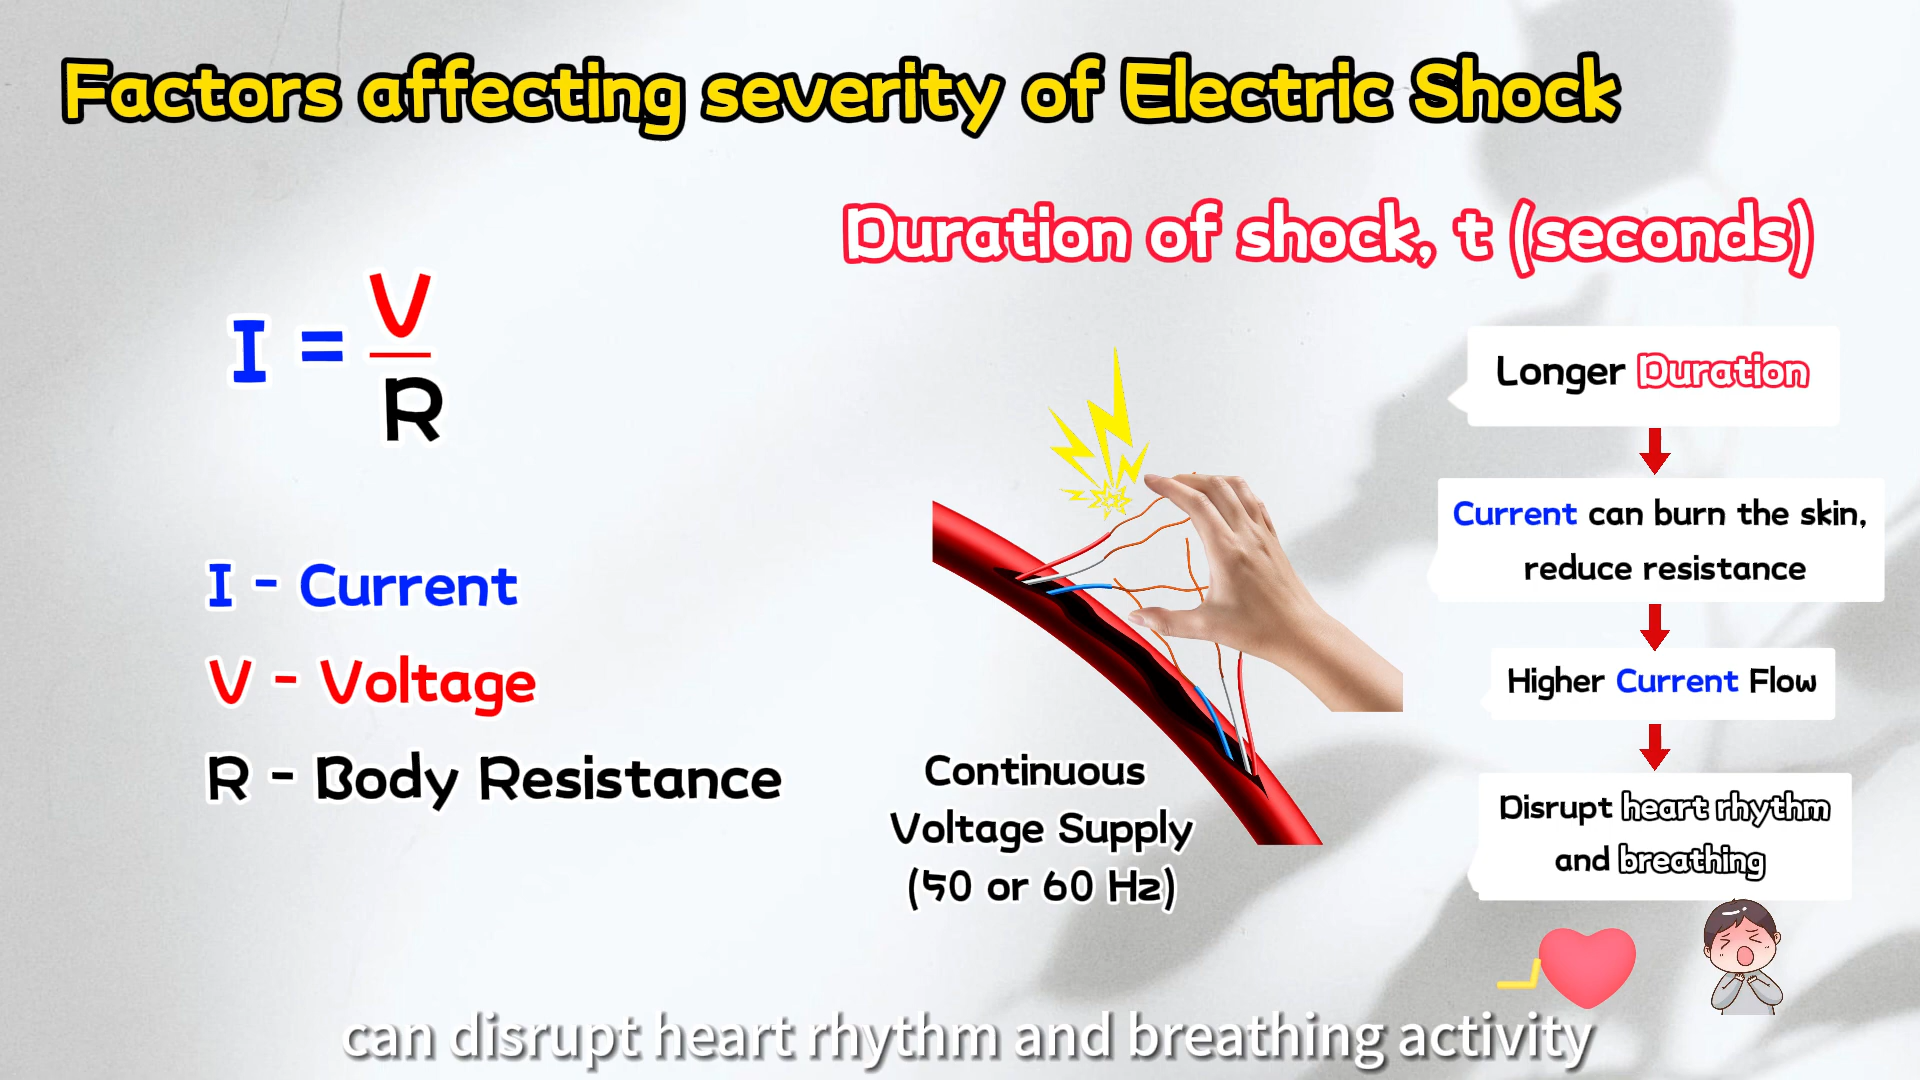 Factors affecting severity of Electric Shock
Duration of shock, t (seconds)
I = V
R
I - Current
V - Voltage
R - Body Resistance
Continuous
Voltage Supply
(50 or 60 Hz)
Longer Duration
Current can burn the skin,
reduce resistance
Higher Current Flow
Disrupt heart rhythm
and breathing
can disrupt heart rhythm and breathing activity